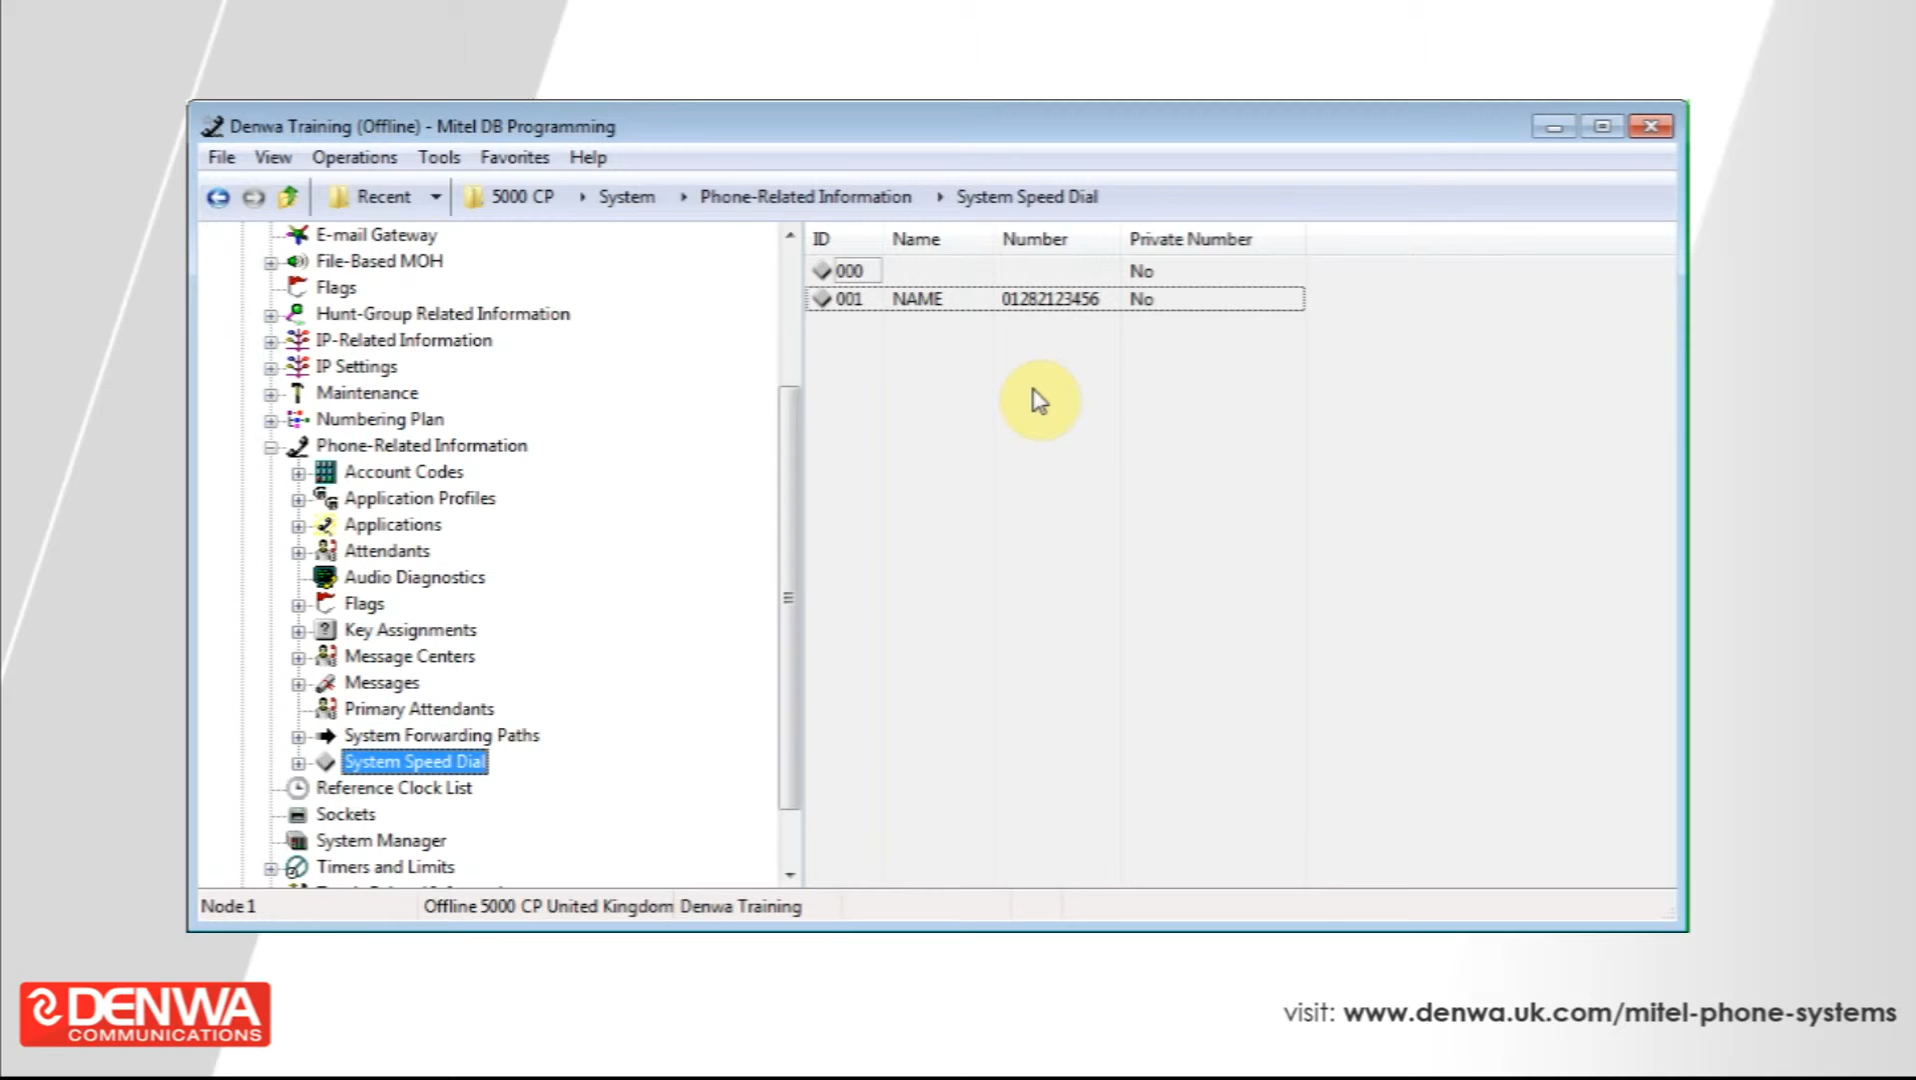 Denwa Training (Offline) - Mitel DB Programming
File View Operations Tools Favorites Help
Recent 5000 CP System Phone-Related Information System Speed Dial
E-mail Gateway
File-Based MOH
Flags
Hunt-Group Related Information
IP-Related Information
IP Settings
Maintenance
Numbering Plan
Phone-Related Information
Account Codes
Application Profiles
Applications
Attendants
Audio Diagnostics
Flags
Key Assignments
Message Centers
Messages
Primary Attendants
System Forwarding Paths
System Speed Dial
Reference Clock List
Sockets
System Manager
Timers and Limits
ID Name Number Private Number
000 No
001 NAME 01282123456 No
Node1 Offline 5000 CP United Kingdom Denwa Training
DENWA
COMMUNICATIONS
visit: www.denwa.uk.com/mitel-phone-systems